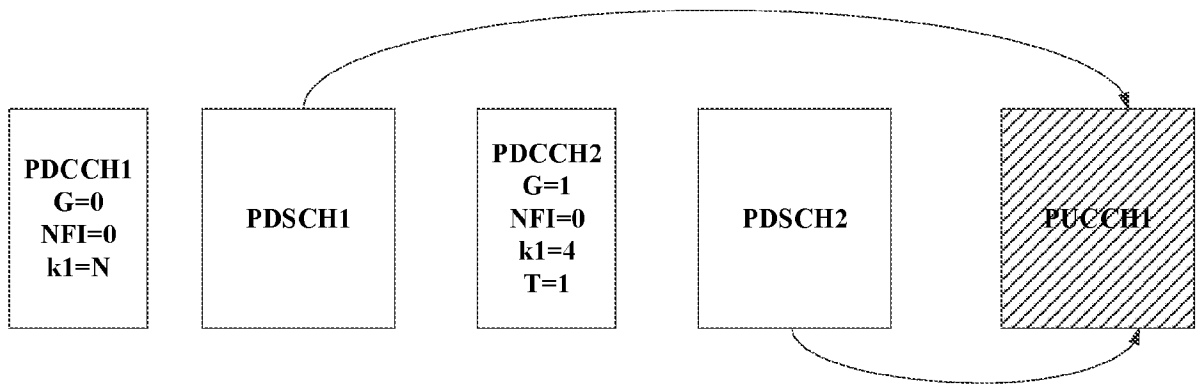 PDCCH1
G=0
NFI=0
k1=N
PDSCH1
PDCCH2
G=1
NFI=0
k1=4
T=1
PDSCH2
PUCCH1